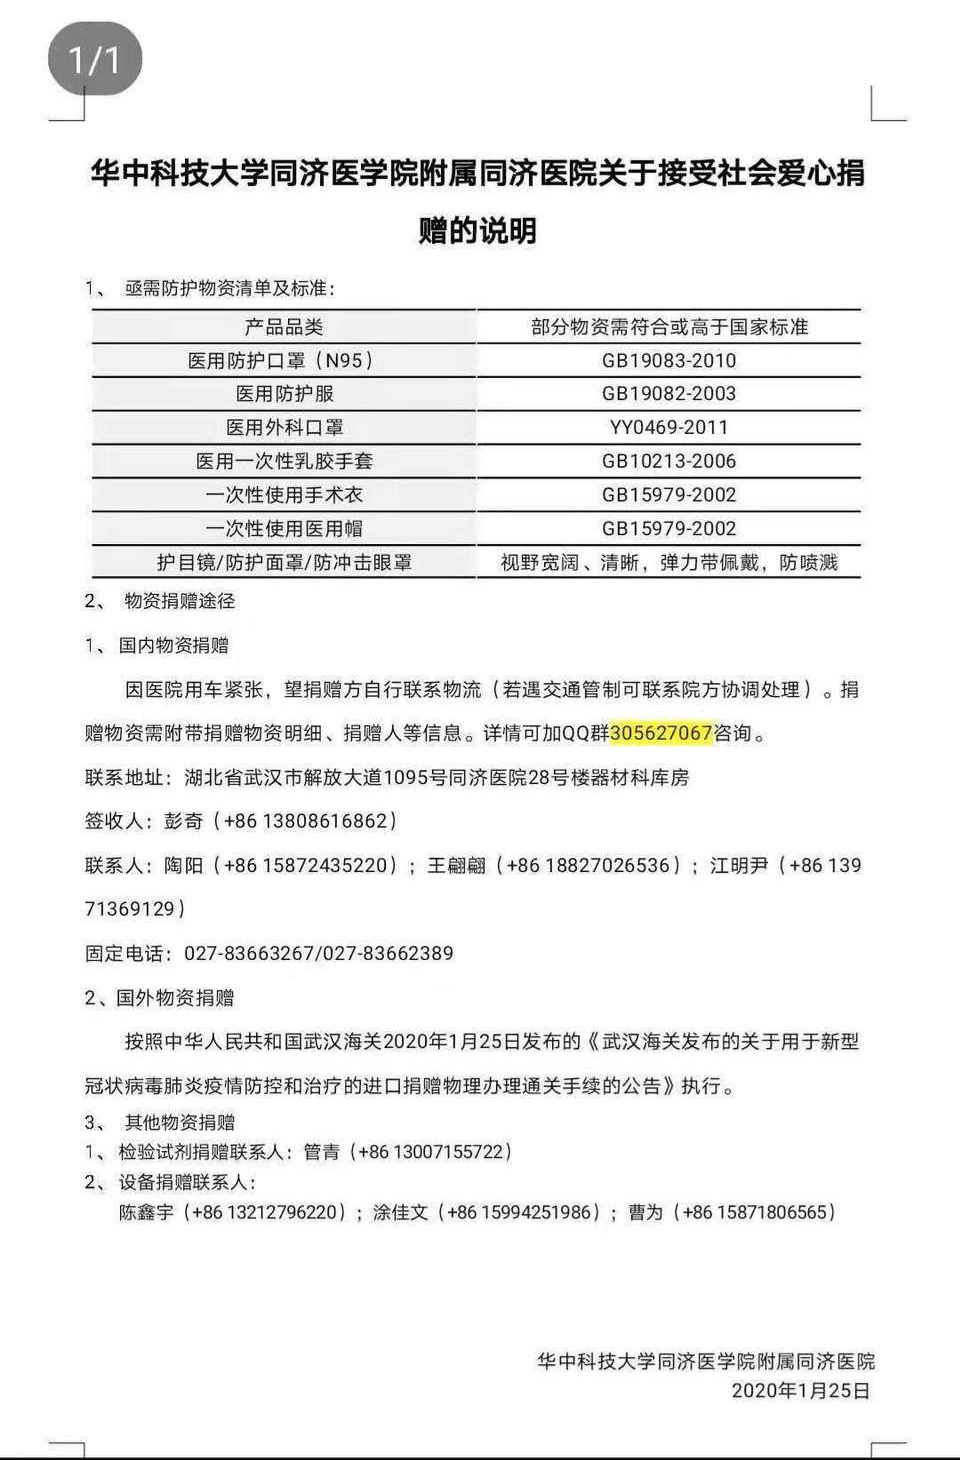 1/1
华中科技大学同济医学院附属同济医院关于接受社会爱心捐
赠的说明
1、 亟需防护物资清单及标准：
产品品类 部分物资需符合或高于国家标准
医用防护口罩（N95） GB19083-2010
医用防护服 GB19082-2003
医用外科口罩 YY0469-2011
医用一次性乳胶手套 GB10213-2006
一次性使用手术衣 GB15979-2002
一次性使用医用帽 GB15979-2002
护目镜/防护面罩/防冲击眼罩 视野宽阔、清晰，弹力带佩戴，防喷溅
2、 物资捐赠途径
1、国内物资捐赠
因医院用车紧张，望捐赠方自行联系物流（若遇交通管制可联系院方协调处理）。捐
赠物资需附带捐赠物资明细、捐赠人等信息。详情可加QQ群305627067咨询。
联系地址：湖北省武汉市解放大道1095号同济医院28号楼器材料库房
签收人：彭奇（+86 13808616862）
联系人：陶阳（+86 15872435220）；王翩翩（+86 18827026536）；江明尹（+86 139
71369129）
固定电话：027-83663267/027-83662389
2、国外物资捐赠
按照中华人民共和国武汉海关2020年1月25日发布的《武汉海关发布的关于用于新型
冠状病毒肺炎疫情防控和治疗的进口捐赠物理办理通关手续的公告》执行。
3、 其他物资捐赠
1、检验试剂捐赠联系人：管青（+86 13007155722）
2、设备捐赠联系人：
陈鑫宇（+86 13212796220）；涂佳文（+86 15994251986）；曹为（+86 15871806565）
华中科技大学同济医学院附属同济医院
2020年1月25日